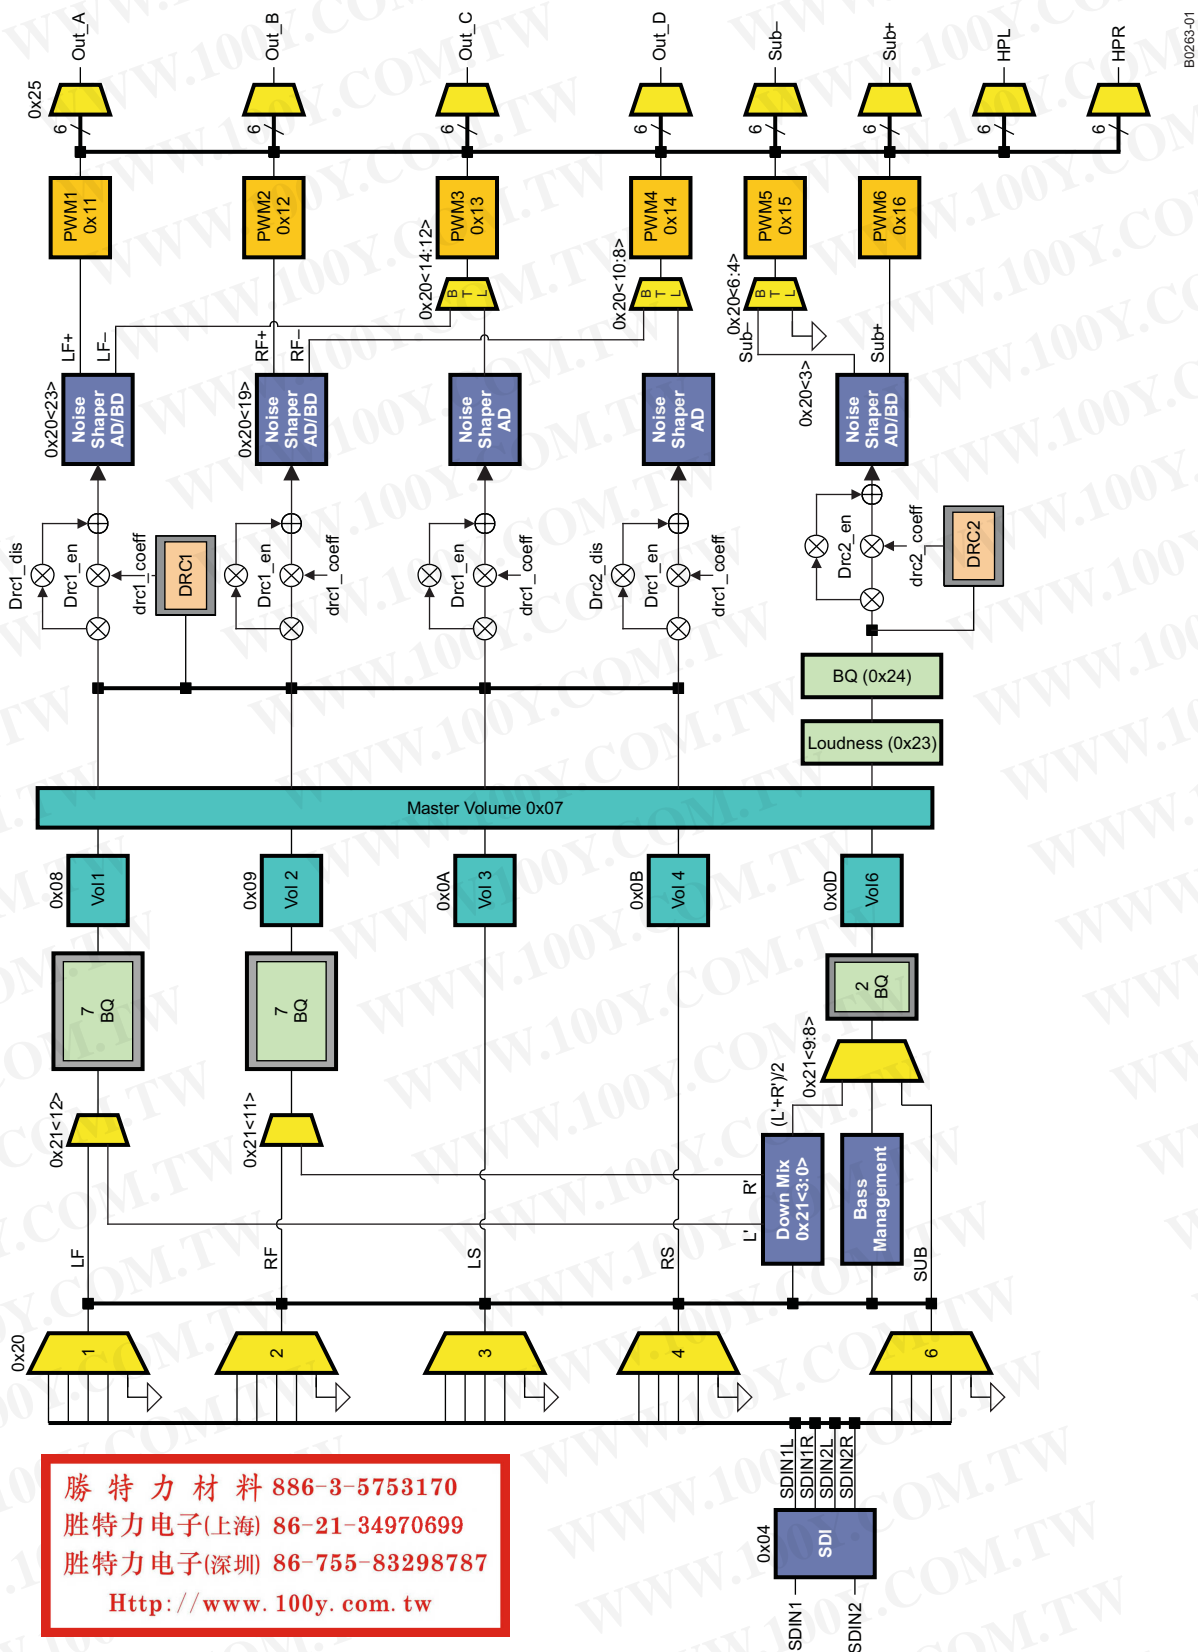 Out_A
Out_B
Out_C
Out_D
Sub–
Sub+
HPL
HPR
B0263-01
0x25
6
6
6
6
6
6
6
6
PWM1
0x11
PWM2
0x12
PWM3
0x13
PWM4
0x14
PWM5
0x15
PWM6
0x16
0x20<14:12>
B
T
L
0x20<10:8>
B
T
L
0x20<6:4>
B
T
L
LF+
LF–
RF+
RF–
Sub–
Sub+
0x20<23>
Noise
Shaper
AD/BD
0x20<19>
Noise
Shaper
AD/BD
Noise
Shaper
AD
Noise
Shaper
AD
0x20<3>
Noise
Shaper
AD/BD
Drc1_dis
Drc1_en
drc1_coeff
DRC1
Drc1_en
drc1_coeff
Drc1_en
drc1_coeff
Drc2_dis
Drc1_en
drc1_coeff
Drc2_en
drc2_coeff
DRC2
BQ (0x24)
Loudness (0x23)
Master Volume 0x07
0x08
Vol1
0x09
Vol 2
0x0A
Vol 3
0x0B
Vol 4
0x0D
Vol6
7
BQ
7
BQ
2
BQ
0x21<12>
0x21<11>
0x21<9:8>
(L'+R')/2
Down Mix
0x21<3:0>
Bass
Management
L'
R'
LF
RF
LS
RS
SUB
0x20
1
2
3
4
6
SDIN1L
SDIN1R
SDIN2L
SDIN2R
0x04
SDI
SDIN1
SDIN2
勝 特 力 材 料 886-3-5753170
胜特力电子(上海) 86-21-34970699
胜特力电子(深圳) 86-755-83298787
Http://www.100y.com.tw
WWW.100Y.COM.TW